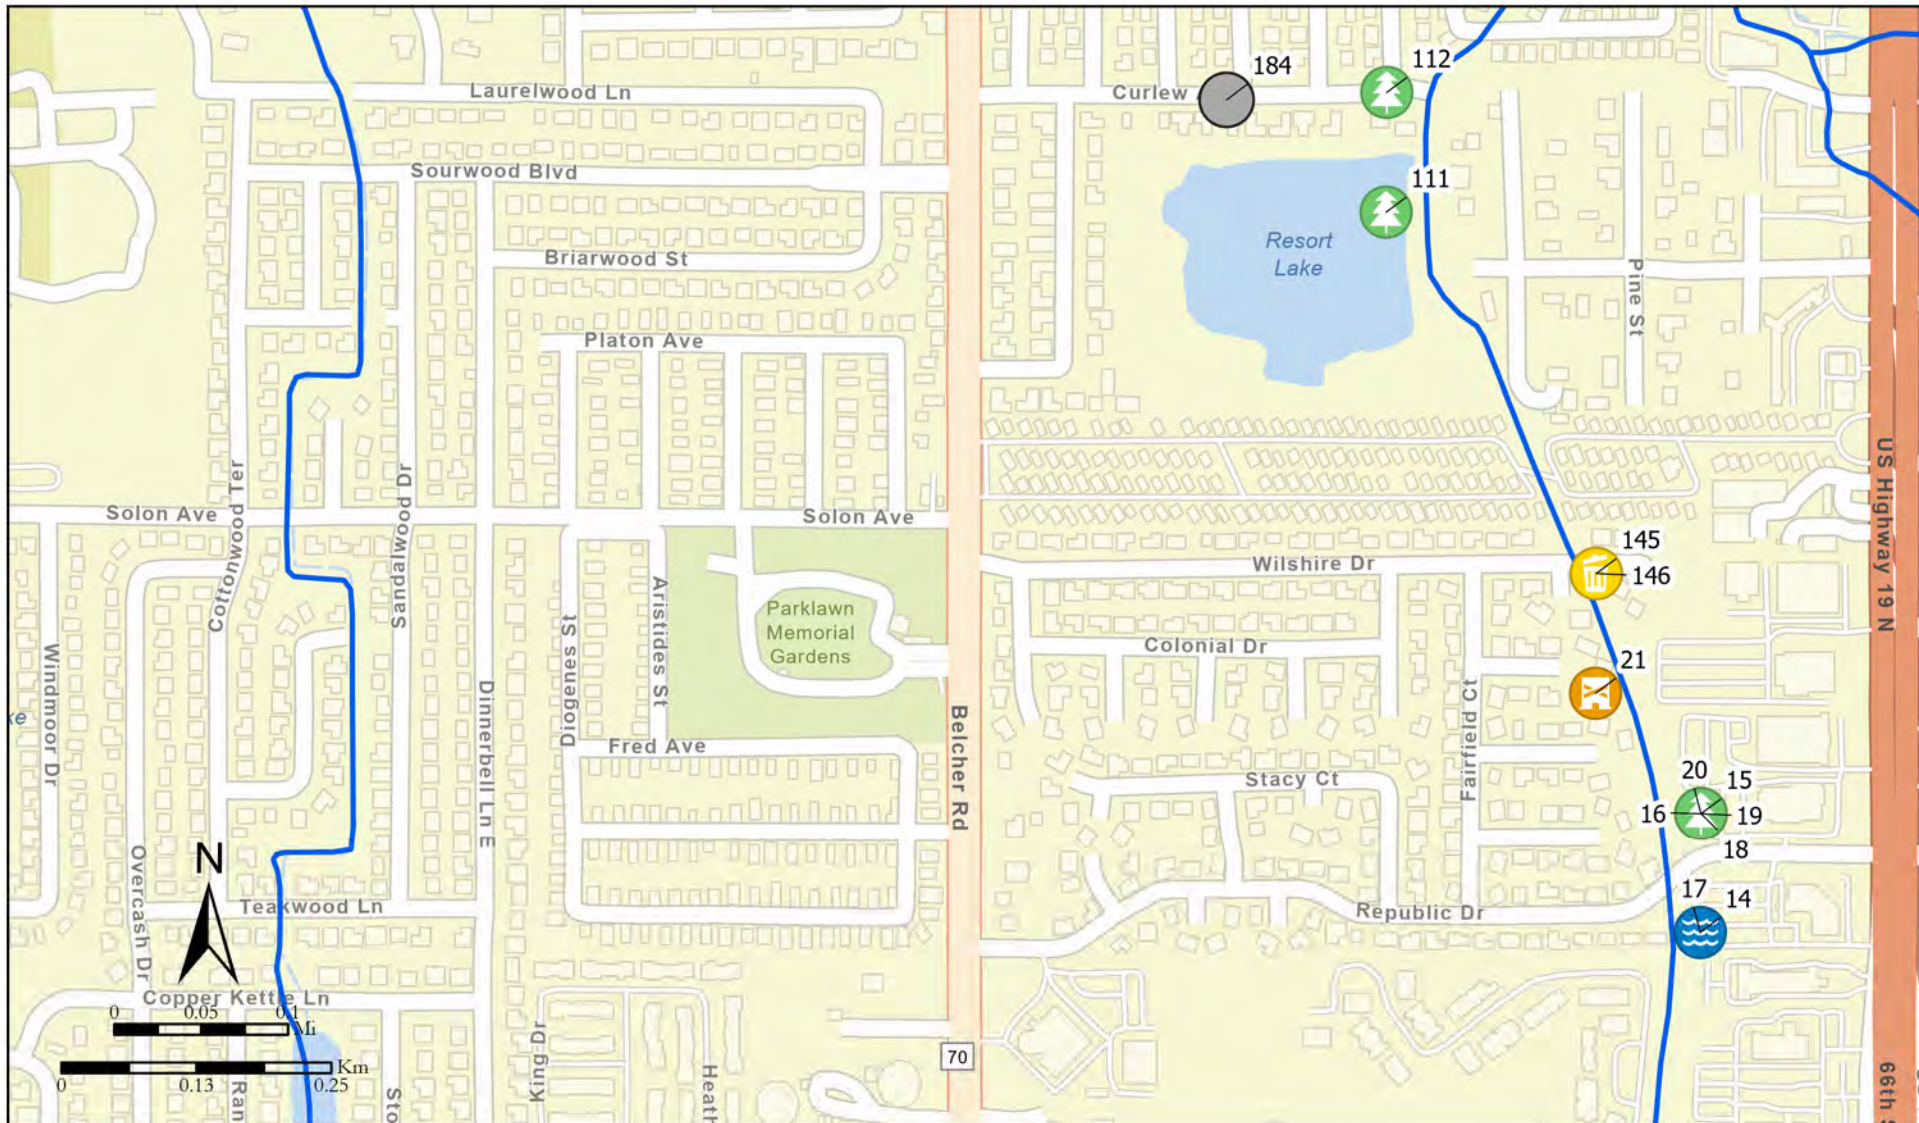 184
112
Laurelwood Ln
Curlew
Sourwood Blvd
111
Resort
Lake
Briarwood St
Pine St
Platon Ave
US Highway 19 N
Cottonwood Ter
Sandalwood Dr
Solon Ave
Solon Ave
145
146
Wilshire Dr
Parklawn
Memorial
Gardens
Aristides St
Diogenes St
Colonial Dr
21
Windmoor Dr
ke
Dinnerbell Ln E
Fairfield Ct
Belcher Rd
Fred Ave
Stacy Ct
20
15
16
19
18
N
Overcash Dr
17
14
Teakwood Ln
Republic Dr
Copper Kettle Ln
0
0.05
0.1
Mi
Km
0
0.13
0.25
King Dr
70
Ran
Sto
Heath
66th S